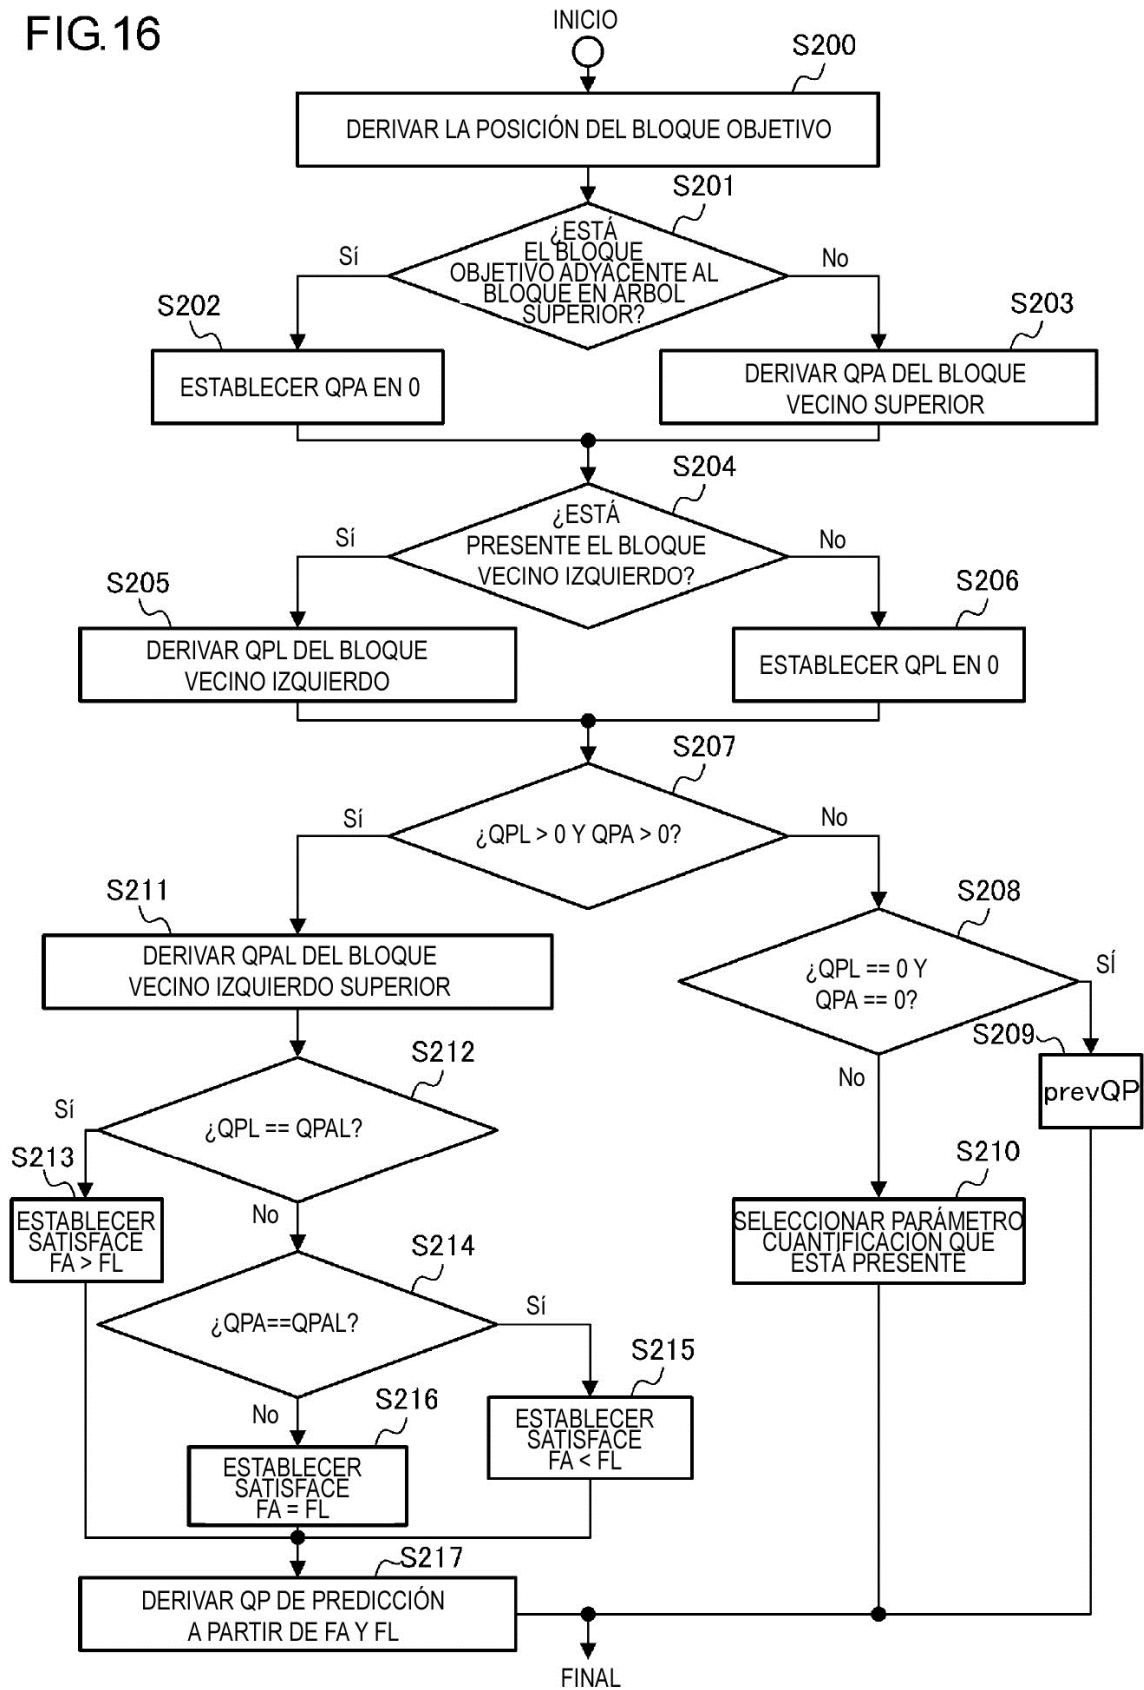 FIG.16
INICIO
S200
DERIVAR LA POSICIÓN DEL BLOQUE OBJETIVO
S201
¿ESTÁ
EL BLOQUE
OBJETIVO ADYACENTE AL
BLOQUE EN ÁRBOL
SUPERIOR?
Sí
No
S202
ESTABLECER QPA EN 0
S203
DERIVAR QPA DEL BLOQUE
VECINO SUPERIOR
S204
¿ESTÁ
PRESENTE EL BLOQUE
VECINO IZQUIERDO?
Sí
No
S205
DERIVAR QPL DEL BLOQUE
VECINO IZQUIERDO
S206
ESTABLECER QPL EN 0
S207
¿QPL > 0 Y QPA > 0?
Sí
No
S211
DERIVAR QPAL DEL BLOQUE
VECINO IZQUIERDO SUPERIOR
S208
¿QPL == 0 Y
QPA == 0?
SÍ
No
S209
prevQP
S210
SELECCIONAR PARÁMETRO
CUANTIFICACIÓN QUE
ESTÁ PRESENTE
S212
¿QPL == QPAL?
Sí
No
S213
ESTABLECER
SATISFACE
FA > FL
S214
¿QPA==QPAL?
Sí
No
S215
ESTABLECER
SATISFACE
FA < FL
S216
ESTABLECER
SATISFACE
FA = FL
S217
DERIVAR QP DE PREDICCIÓN
A PARTIR DE FA Y FL
FINAL